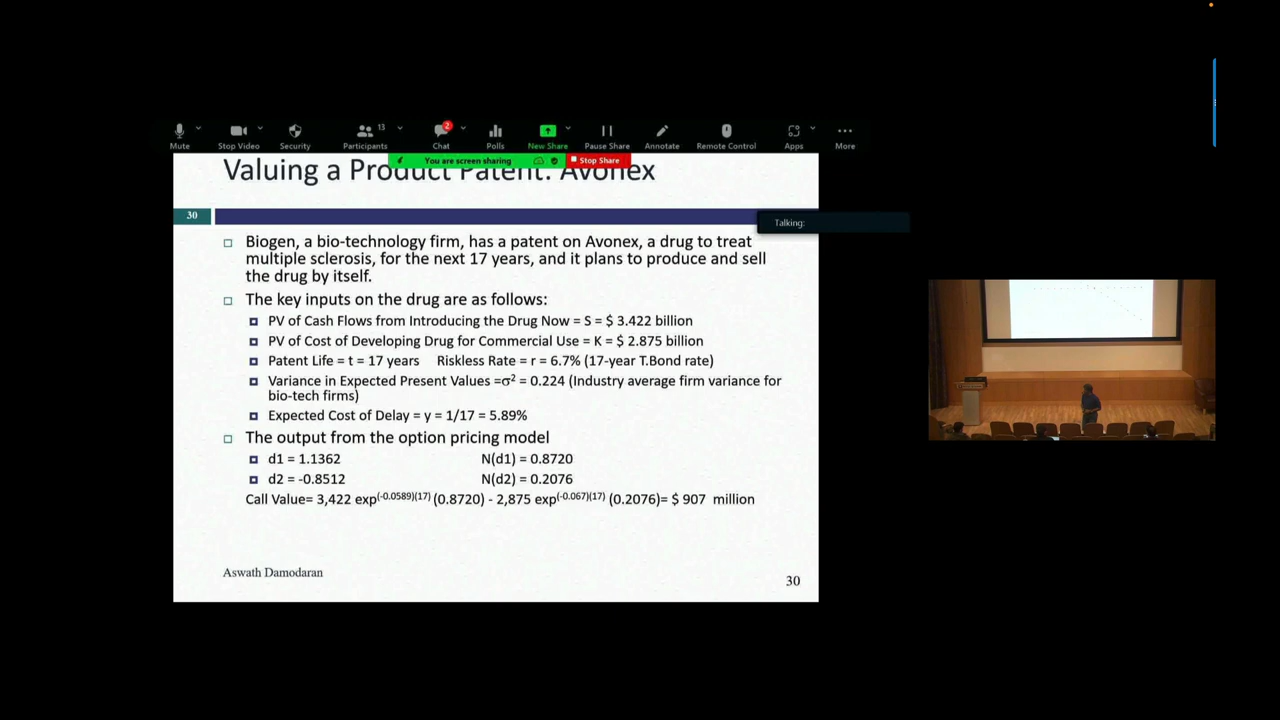 Mute
Stop Video
Security
13
Participants
2
Chat
Polls
New Share
Pause Share
Annotate
Remote Control
Apps
More
You are screen sharing
Stop Share
Valuing a Product Patent: Avonex
30
Talking:
Biogen, a bio-technology firm, has a patent on Avonex, a drug to treat
multiple sclerosis, for the next 17 years, and it plans to produce and sell
the drug by itself.
The key inputs on the drug are as follows:
PV of Cash Flows from Introducing the Drug Now = S = $ 3.422 billion
PV of Cost of Developing Drug for Commercial Use = K = $ 2.875 billion
Patent Life = t = 17 years Riskless Rate = r = 6.7% (17-year T.Bond rate)
Variance in Expected Present Values =σ² = 0.224 (Industry average firm variance for
bio-tech firms)
Expected Cost of Delay = y = 1/17 = 5.89%
The output from the option pricing model
d1 = 1.1362 N(d1) = 0.8720
d2 = -0.8512 N(d2) = 0.2076
Call Value= 3,422 exp(-0.0589)(17) (0.8720) - 2,875 exp(-0.067)(17) (0.2076)= $ 907 million
Aswath Damodaran
30